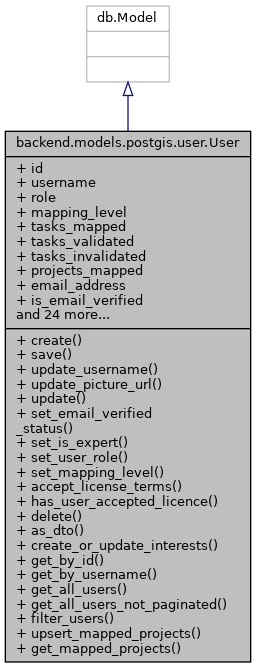 db.Model
backend.models.postgis.user.User
+ id
+ username
+ role
+ mapping_level
+ tasks_mapped
+ tasks_validated
+ tasks_invalidated
+ projects_mapped
+ email_address
+ is_email_verified
and 24 more...
+ create()
+ save()
+ update_username()
+ update_picture_url()
+ update()
+ set_email_verified
_status()
+ set_is_expert()
+ set_user_role()
+ set_mapping_level()
+ accept_license_terms()
+ has_user_accepted_licence()
+ delete()
+ as_dto()
+ create_or_update_interests()
+ get_by_id()
+ get_by_username()
+ get_all_users()
+ get_all_users_not_paginated()
+ filter_users()
+ upsert_mapped_projects()
+ get_mapped_projects()